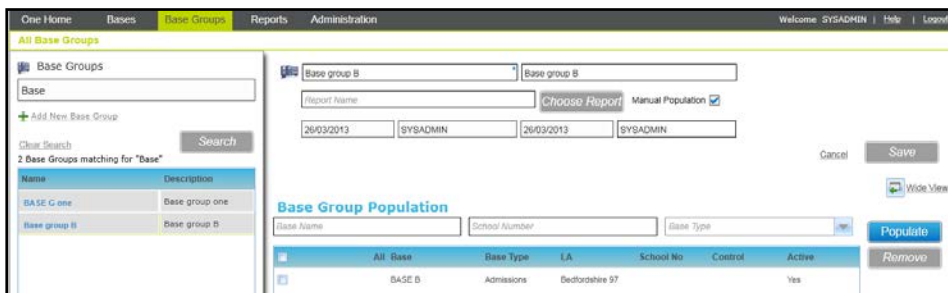 One Home Bases Base Groups Reports Administration Welcome SYSADMIN | Help | Logout
All Base Groups
Base Groups
Base
Add New Base Group
Clear Search Search
2 Base Groups matching for "Base"
Name Description
BASE G one Base group one
Base group B Base group B
Base group B * Base group B
Report Name Choose Report Manual Population
26/03/2013 SYSADMIN 26/03/2013 SYSADMIN
Cancel Save
Wide View
Base Group Population
Base Name School Number Base Type Populate
All Base Base Type LA School No Control Active Remove
BASE B Admissions Bedfordshire 97 Yes